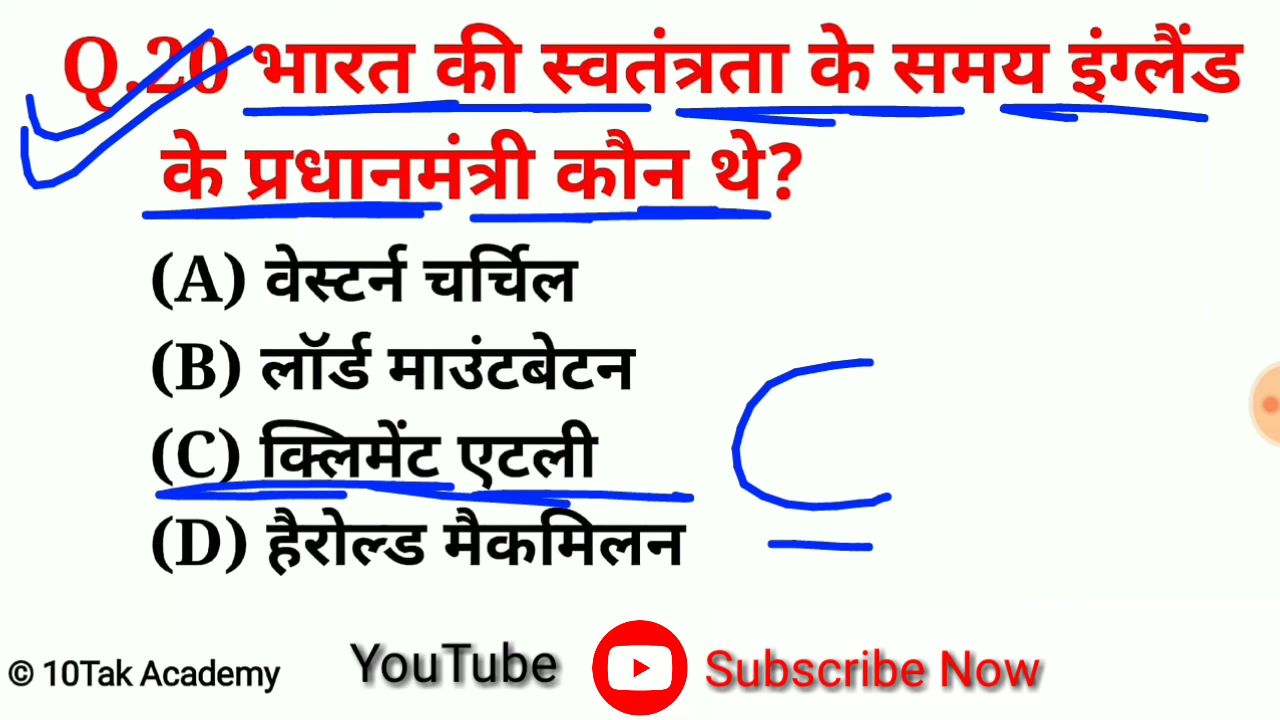 Q.20 भारत की स्वतंत्रता के समय इंग्लैंड
के प्रधानमंत्री कौन थे?
(A) वेस्टर्न चर्चिल
(B) लॉर्ड माउंटबेटन
(C) क्लिमेंट एटली
(D) हैरोल्ड मैकमिलन
C
© 10Tak Academy YouTube Subscribe Now